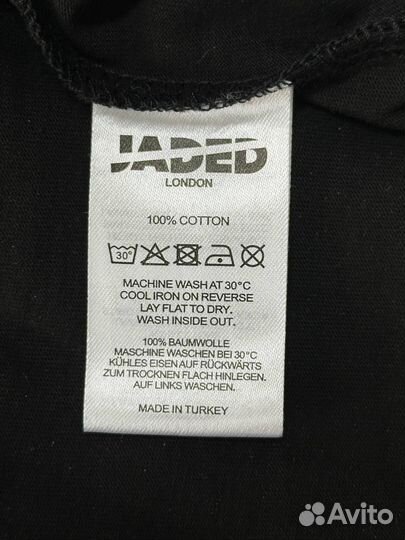 JADED
LONDON
100% COTTON
30°
MACHINE WASH AT 30°C
COOL IRON ON REVERSE
LAY FLAT TO DRY.
WASH INSIDE OUT.
100% BAUMWOLLE
MASCHINE WASCHEN BEI 30°C
KÜHLES EISEN AUF RÜCKWÄRTS
ZUM TROCKNEN FLACH HINLEGEN.
AUF LINKS WASCHEN.
MADE IN TURKEY
Avito